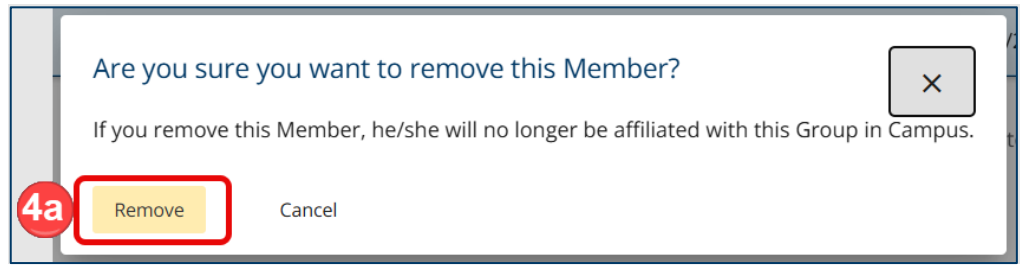 Are you sure you want to remove this Member?
×
If you remove this Member, he/she will no longer be affiliated with this Group in Campus.
4a
Remove
Cancel